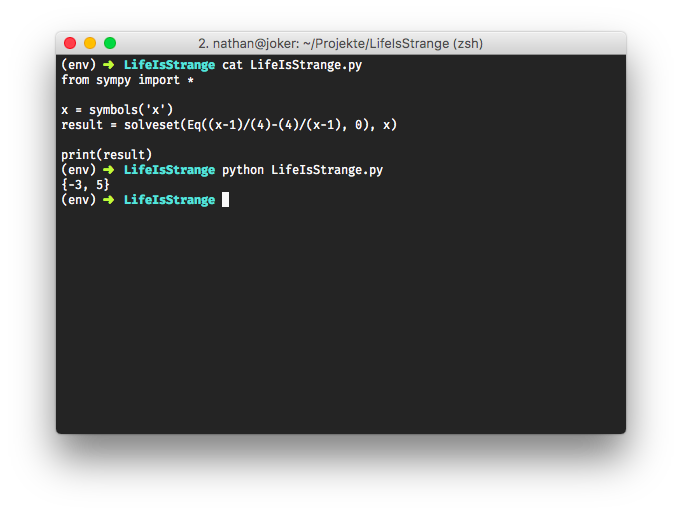 2. nathan@joker: ~/Projekte/LifeIsStrange (zsh)
(env) ➜ LifeIsStrange cat LifeIsStrange.py
from sympy import *
x = symbols('x')
result = solveset(Eq((x-1)/(4)-(4)/(x-1), 0), x)
print(result)
(env) ➜ LifeIsStrange python LifeIsStrange.py
{-3, 5}
(env) ➜ LifeIsStrange